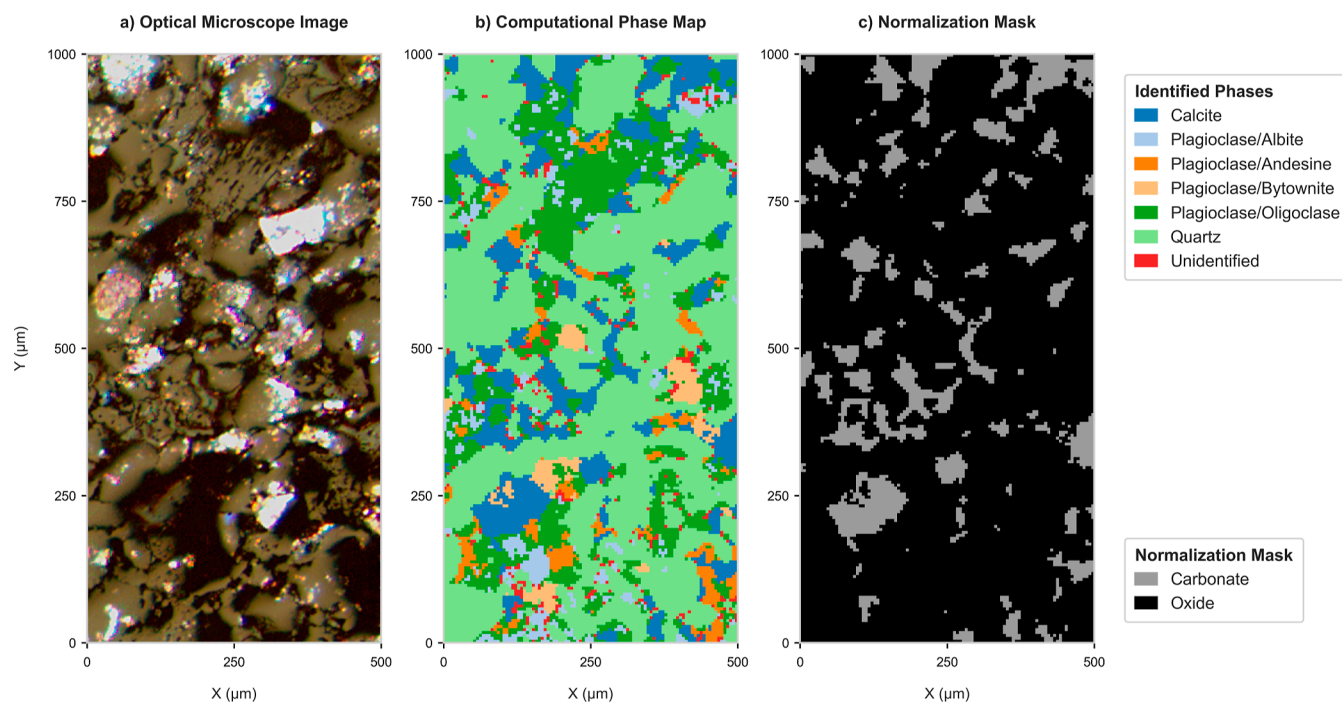 a) Optical Microscope Image
b) Computational Phase Map
c) Normalization Mask
Y (µm)
1000
750
500
250
0
0
250
500
X (µm)
1000
750
500
250
0
0
250
500
X (µm)
1000
750
500
250
0
0
250
500
X (µm)
Identified Phases
Calcite
Plagioclase/Albite
Plagioclase/Andesine
Plagioclase/Bytownite
Plagioclase/Oligoclase
Quartz
Unidentified
Normalization Mask
Carbonate
Oxide